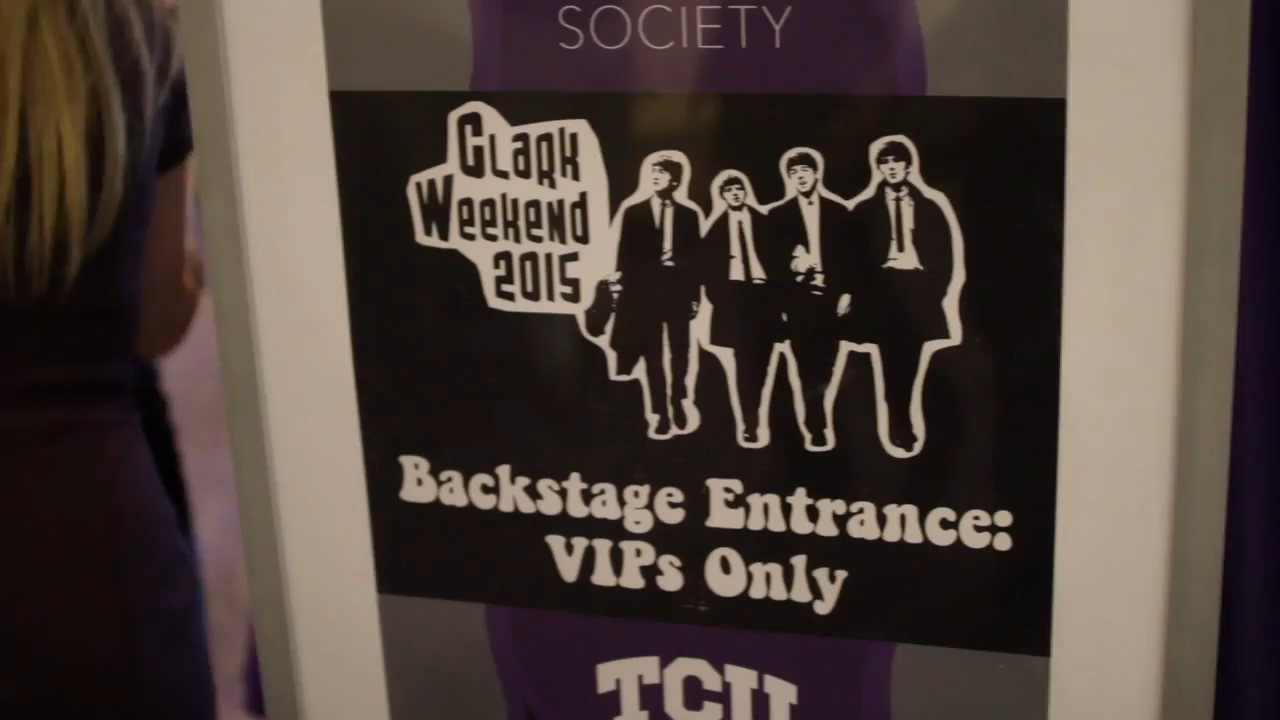 SOCIETY
Clark
Weekend
2015
Backstage Entrance:
VIPs Only
TCU